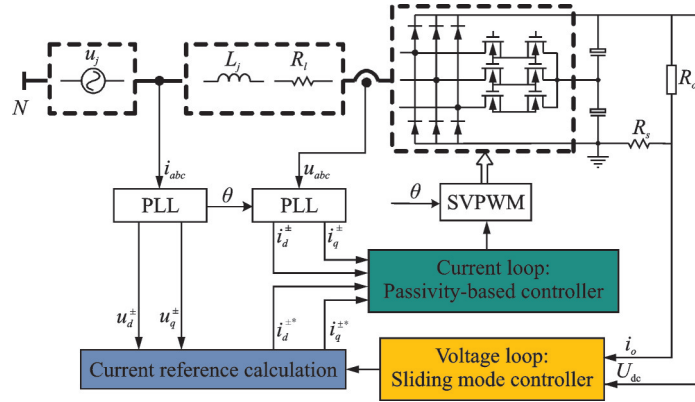 u_j
L_j
R_l
N
R_o
R_s
i_abc
u_abc
PLL
θ
PLL
θ
SVPWM
i_d^±
i_q^±
Current loop:
Passivity-based controller
u_d^±
u_q^±
i_d^±*
i_q^±*
i_o
Current reference calculation
Voltage loop:
Sliding mode controller
U_dc